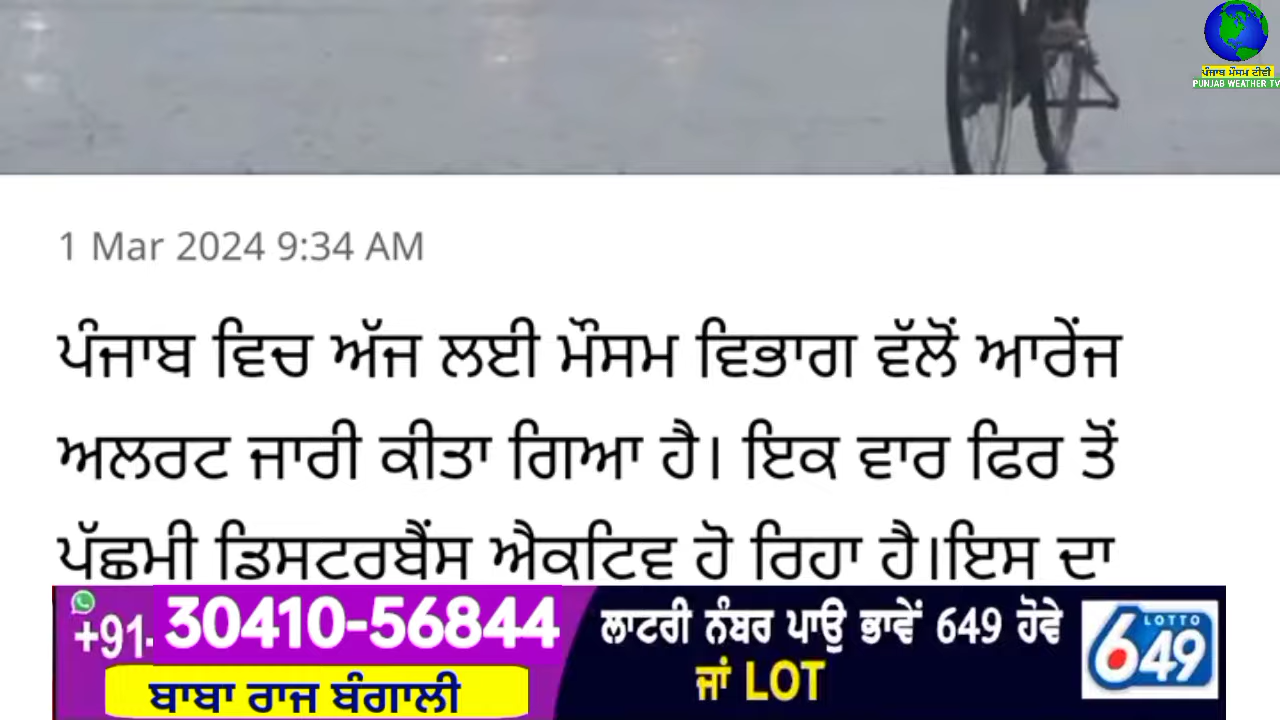 ਪੰਜਾਬ ਮੌਸਮ ਟੀਵੀ
PUNJAB WEATHER TV
1 Mar 2024 9:34 AM
ਪੰਜਾਬ ਵਿਚ ਅੱਜ ਲਈ ਮੌਸਮ ਵਿਭਾਗ ਵੱਲੋਂ ਆਰੇਂਜ
ਅਲਰਟ ਜਾਰੀ ਕੀਤਾ ਗਿਆ ਹੈ। ਇਕ ਵਾਰ ਫਿਰ ਤੋਂ
ਪੱਛਮੀ ਡਿਸਟਰਬੈਂਸ ਐਕਟਿਵ ਹੋ ਰਿਹਾ ਹੈ।ਇਸ ਦਾ
+91. 30410-56844
ਬਾਬਾ ਰਾਜ ਬੰਗਾਲੀ
ਲਾਟਰੀ ਨੰਬਰ ਪਾਉ ਭਾਵੇਂ 649 ਹੋਵੇ
ਜਾਂ LOT
LOTTO
649